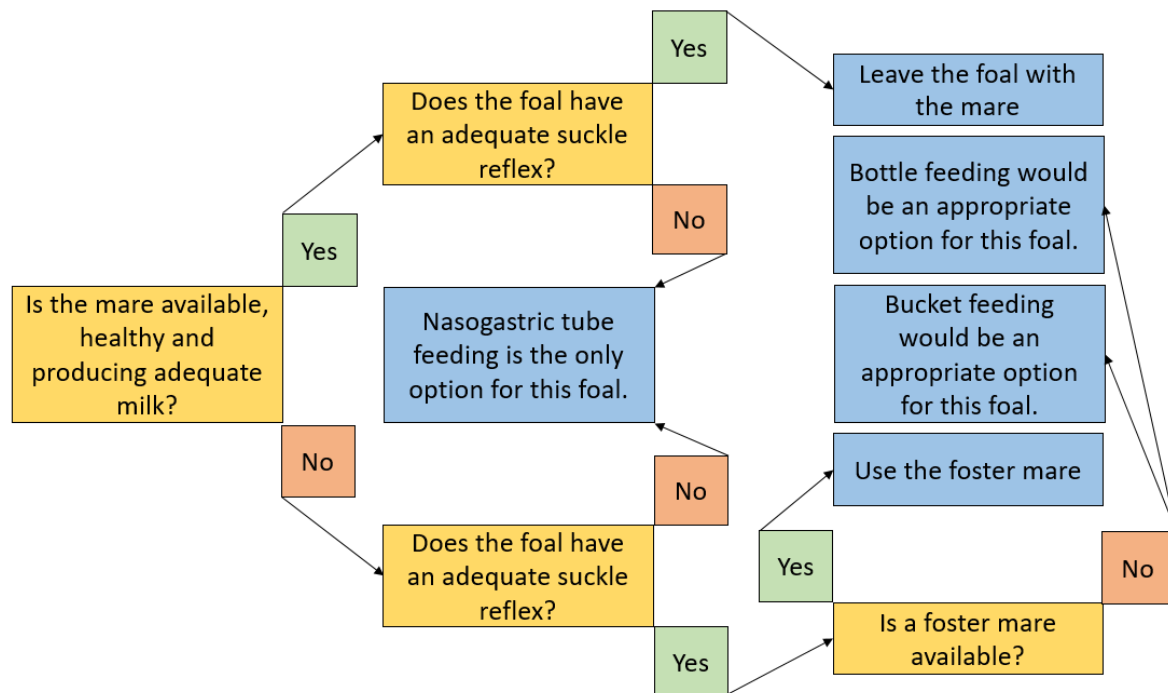 Is the mare available,
healthy and
producing adequate
milk?
Yes
No
Does the foal have
an adequate suckle
reflex?
Yes
No
Nasogastric tube
feeding is the only
option for this foal.
Does the foal have
an adequate suckle
reflex?
No
Yes
Leave the foal with
the mare
Bottle feeding would
be an appropriate
option for this foal.
Bucket feeding
would be an
appropriate option
for this foal.
Use the foster mare
Yes
No
Is a foster mare
available?